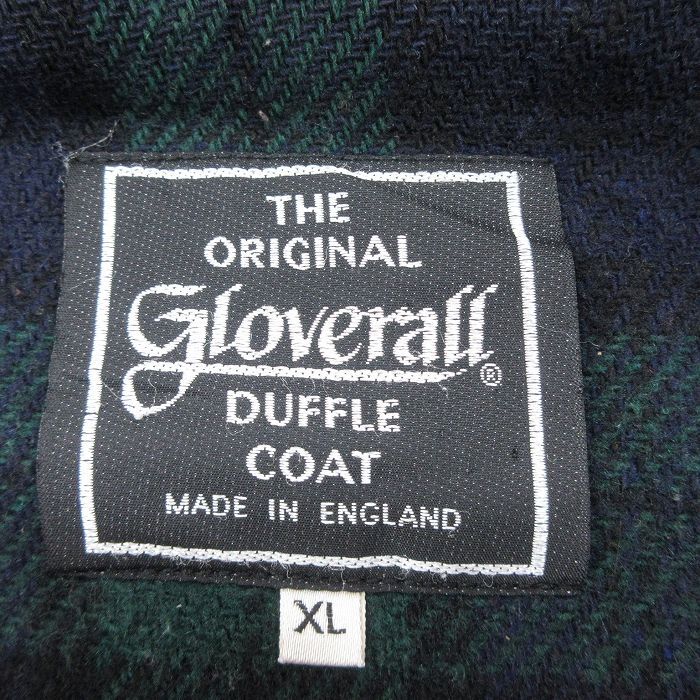 THE
ORIGINAL
Gloverall®
DUFFLE
COAT
MADE IN ENGLAND
XL